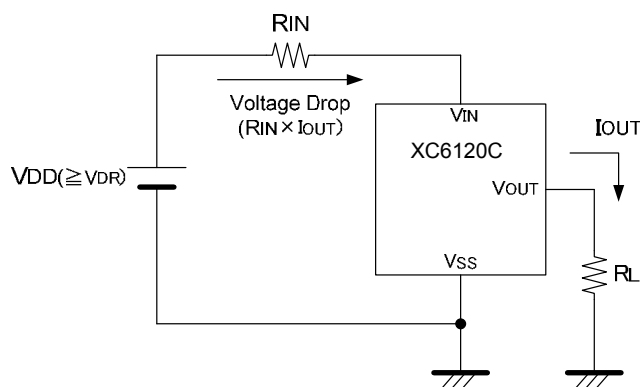 RIN
Voltage Drop
(RIN×IOUT)
VIN
IOUT
XC6120C
VDD(≧VDR)
VOUT
VSS
RL